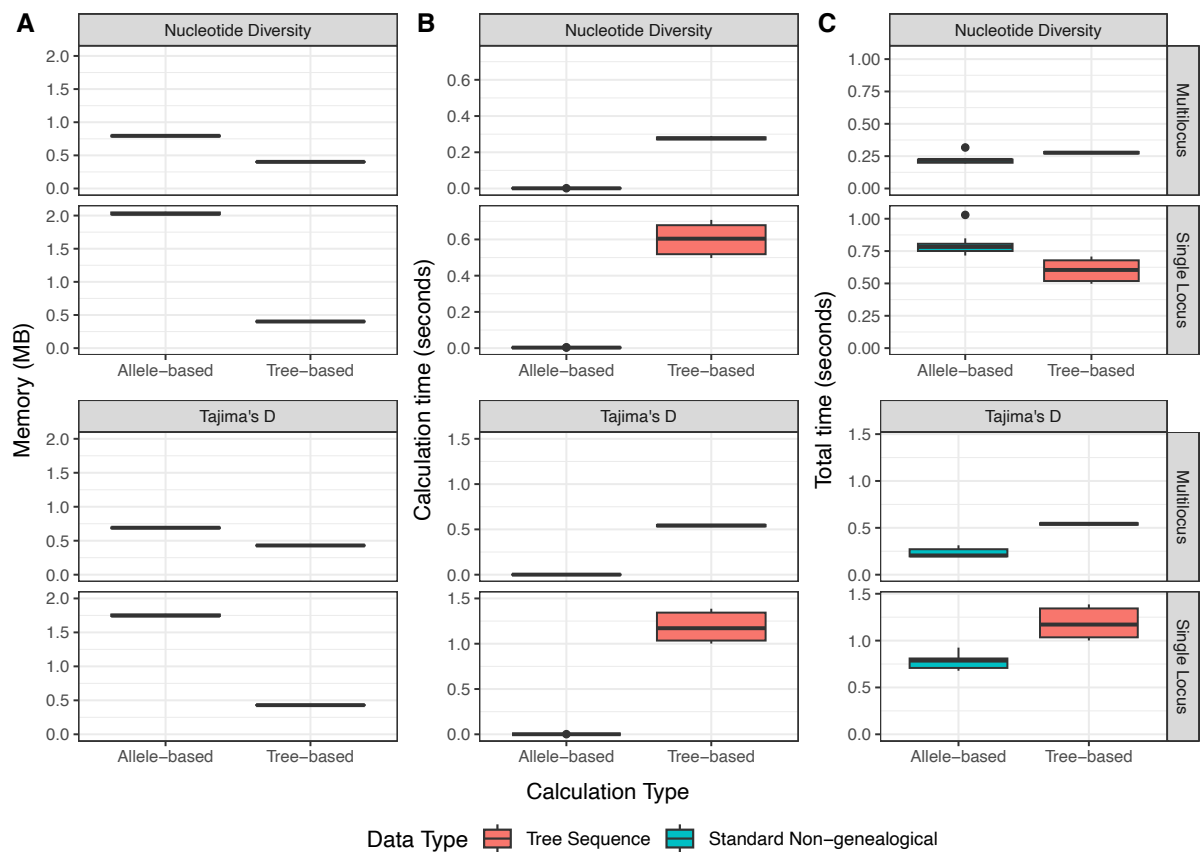 A
Nucleotide Diversity
2.0
1.5
1.0
0.5
0.0
2.0
1.5
1.0
0.5
0.0
Allele−based Tree−based
Tajima's D
2.0
1.5
1.0
0.5
0.0
2.0
1.5
1.0
0.5
0.0
Allele−based Tree−based
Memory (MB)
B
Nucleotide Diversity
0.6
0.4
0.2
0.0
0.6
0.4
0.2
0.0
Allele−based Tree−based
Tajima's D
1.5
1.0
0.5
0.0
1.5
1.0
0.5
0.0
Allele−based Tree−based
Calculation time (seconds)
C
Nucleotide Diversity
1.00
0.75
0.50
0.25
0.00
Multilocus
1.00
0.75
0.50
0.25
0.00
Single Locus
Allele−based Tree−based
Tajima's D
1.5
1.0
0.5
0.0
Multilocus
1.5
1.0
0.5
0.0
Single Locus
Allele−based Tree−based
Total time (seconds)
Calculation Type
Data Type Tree Sequence Standard Non−genealogical